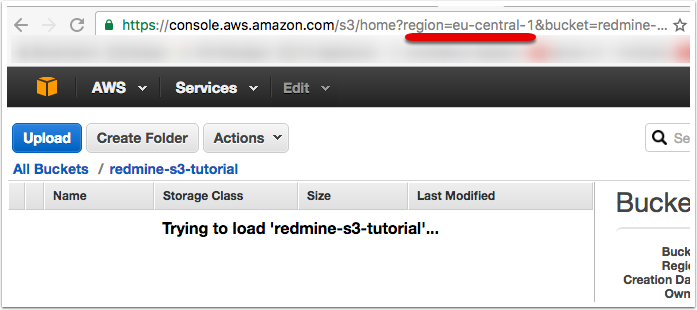 https://console.aws.amazon.com/s3/home?region=eu-central-1&bucket=redmine-...
AWS Services Edit
Upload Create Folder Actions
All Buckets / redmine-s3-tutorial
Name Storage Class Size Last Modified
Trying to load 'redmine-s3-tutorial'...
Se
Bucke
Buck
Regi
Creation Da
Own